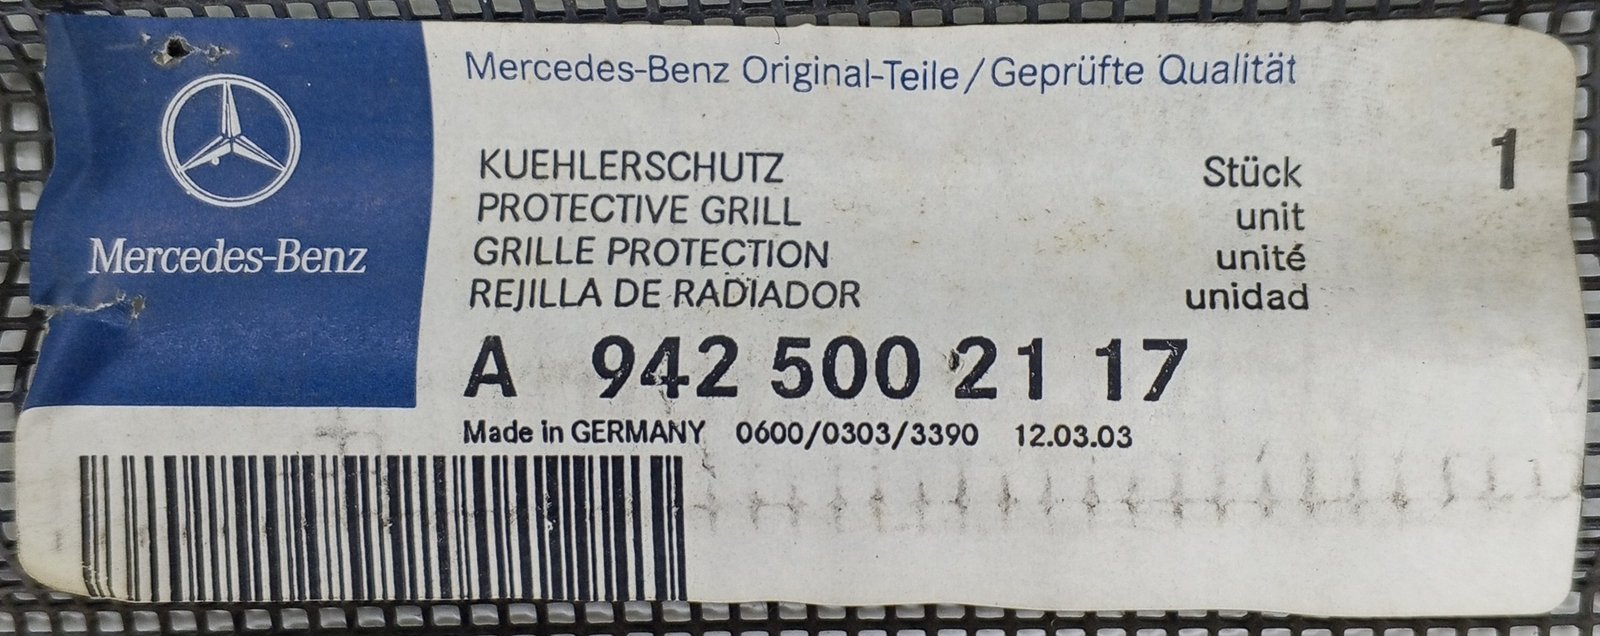 Mercedes-Benz
Mercedes-Benz Original-Teile/Geprüfte Qualität
KUEHLERSCHUTZ Stück 1
PROTECTIVE GRILL unit
GRILLE PROTECTION unité
REJILLA DE RADIADOR unidad
A 942 500 21 17
Made in GERMANY 0600/0303/3390 12.03.03